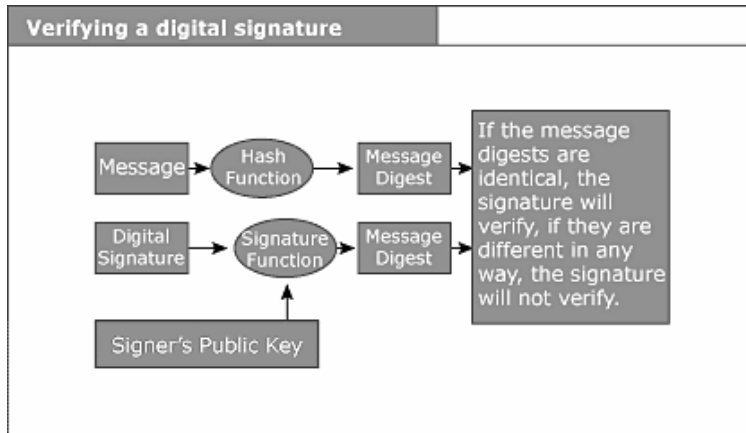 Verifying a digital signature
Message
Hash
Function
Message
Digest
Digital
Signature
Signature
Function
Message
Digest
Signer's Public Key
If the message
digests are
identical, the
signature will
verify, if they are
different in any
way, the signature
will not verify.